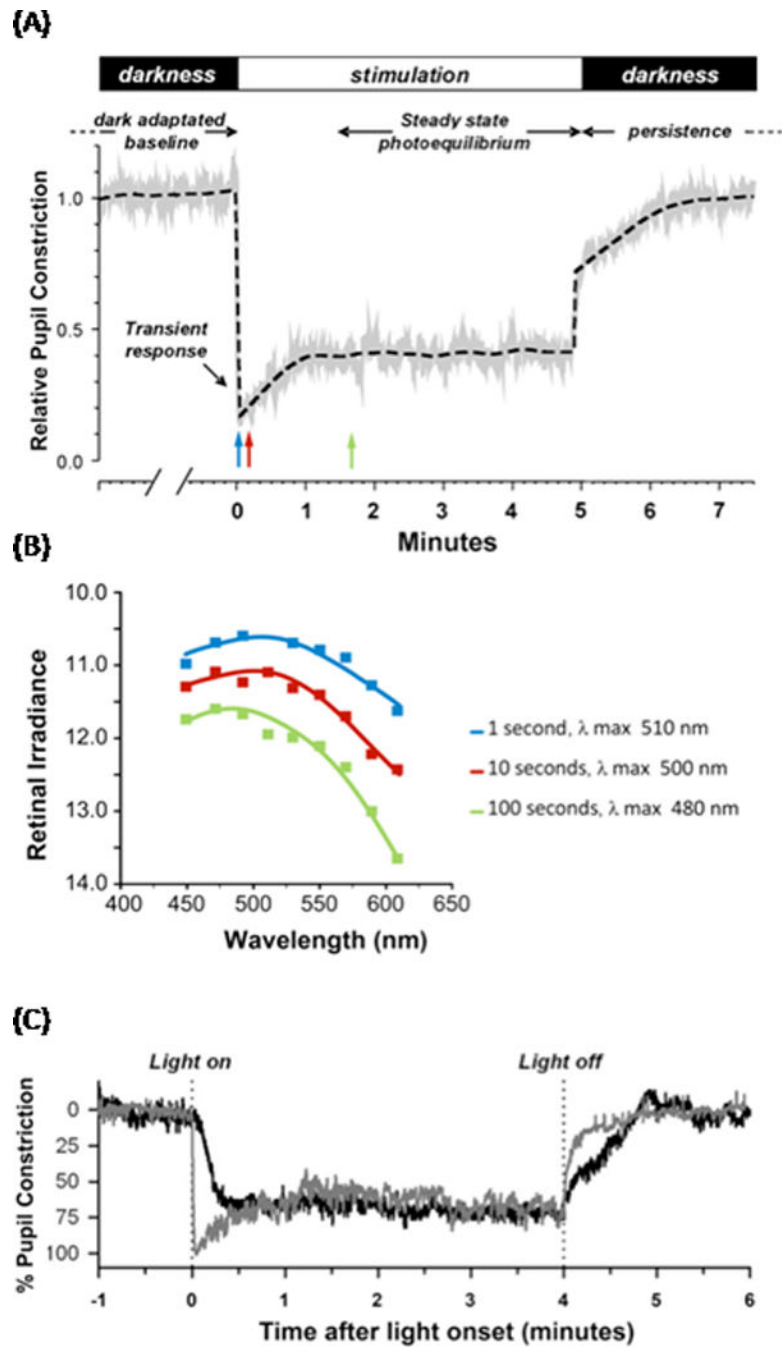 (A)
darkness stimulation darkness
dark adaptated
baseline
Steady state
photoequilibrium
persistence
Relative Pupil Constriction
1.0
0.5
0.0
Transient
response
0 1 2 3 4 5 6 7
Minutes
(B)
Retinal Irradiance
10.0
11.0
12.0
13.0
14.0
400 450 500 550 600 650
Wavelength (nm)
1 second, λ max 510 nm
10 seconds, λ max 500 nm
100 seconds, λ max 480 nm
(C)
Light on
Light off
% Pupil Constriction
0
25
50
75
100
-1 0 1 2 3 4 5 6
Time after light onset (minutes)